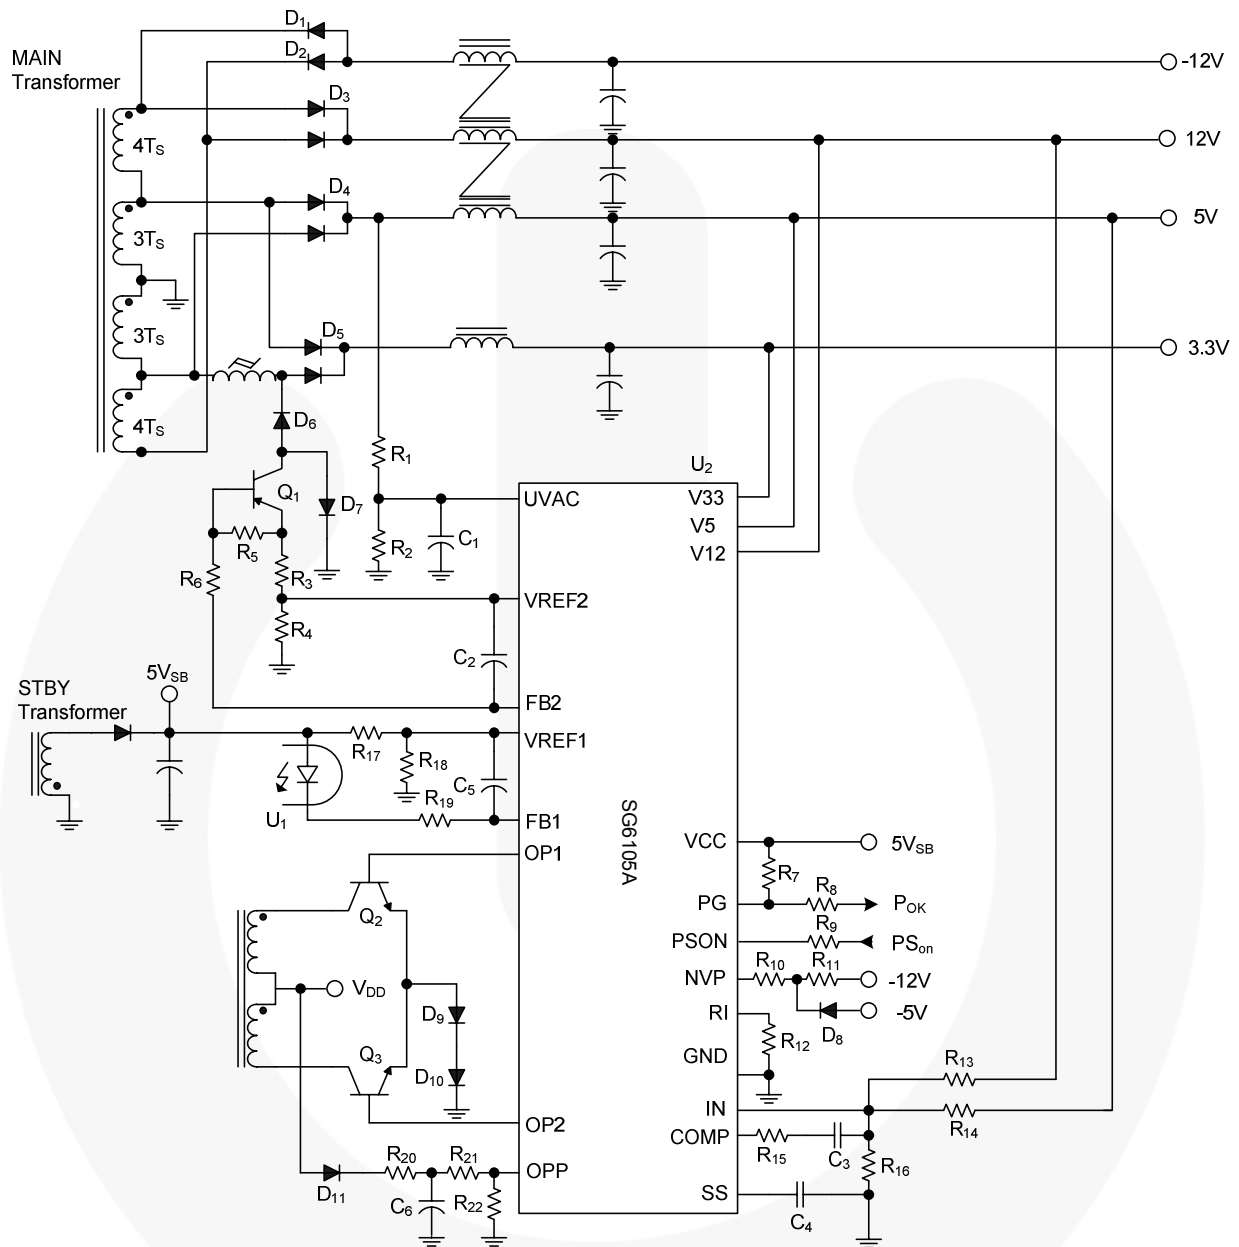 D1
D2
-12V
MAIN
Transformer
D3
12V
4TS
D4
5V
3TS
3TS
D5
3.3V
4TS
D6
R1
U2
Q1
D7
UVAC
V33
R5
R2
C1
V5
V12
R6
R3
VREF2
R4
C2
5VSB
STBY
Transformer
FB2
R17
VREF1
R18
C5
R19
U1
FB1
SG6105A
OP1
VCC
5VSB
R7
Q2
PG
R8
POK
R9
PSON
PSon
VDD
NVP
R10
R11
-12V
D9
RI
D8
-5V
R12
Q3
GND
D10
R13
IN
R14
OP2
COMP
R15
C3
R16
R20
R21
OPP
D11
C6
R22
SS
C4